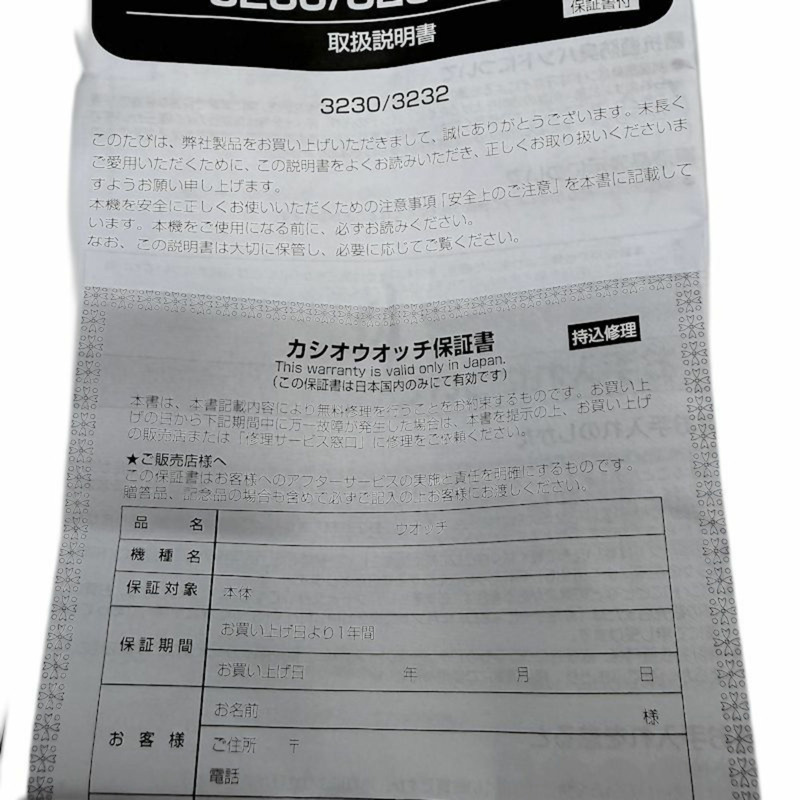 保証書付
取扱説明書
3230/3232
このたびは、弊社製品をお買い上げいただきまして、誠にありがとうございます。末長く
ご愛用いただくために、この説明書をよくお読みいただき、正しくお取り扱いくださいま
すようお願い申し上げます。
本機を安全に正しくお使いいただくための注意事項「安全上のご注意」を本書に記載して
います。本機をご使用になる前に、必ずお読みください。
なお、この説明書は大切に保管し、必要に応じてご覧ください。
カシオウオッチ保証書
持込修理
This warranty is valid only in Japan.
(この保証書は日本国内のみにて有効です)
本書は、本書記載内容により無料修理を行うことをお約束するものです。お買い上
げの日から下記期間中に万一故障が発生した場合は、本書を提示の上、お買い上げ
の販売店または「修理サービス窓口」に修理をご依頼ください。
★ご販売店様へ
この保証書はお客様へのアフターサービスの実施と責任を明確にするものです。
贈答品、記念品の場合も含めて必ずご記入の上お客様にお渡しください。
品名 ウオッチ
機種名
保証対象 本体
保証期間 お買い上げ日より1年間
お買い上げ日 年 月 日
お客様 お名前 様
ご住所 〒
電話